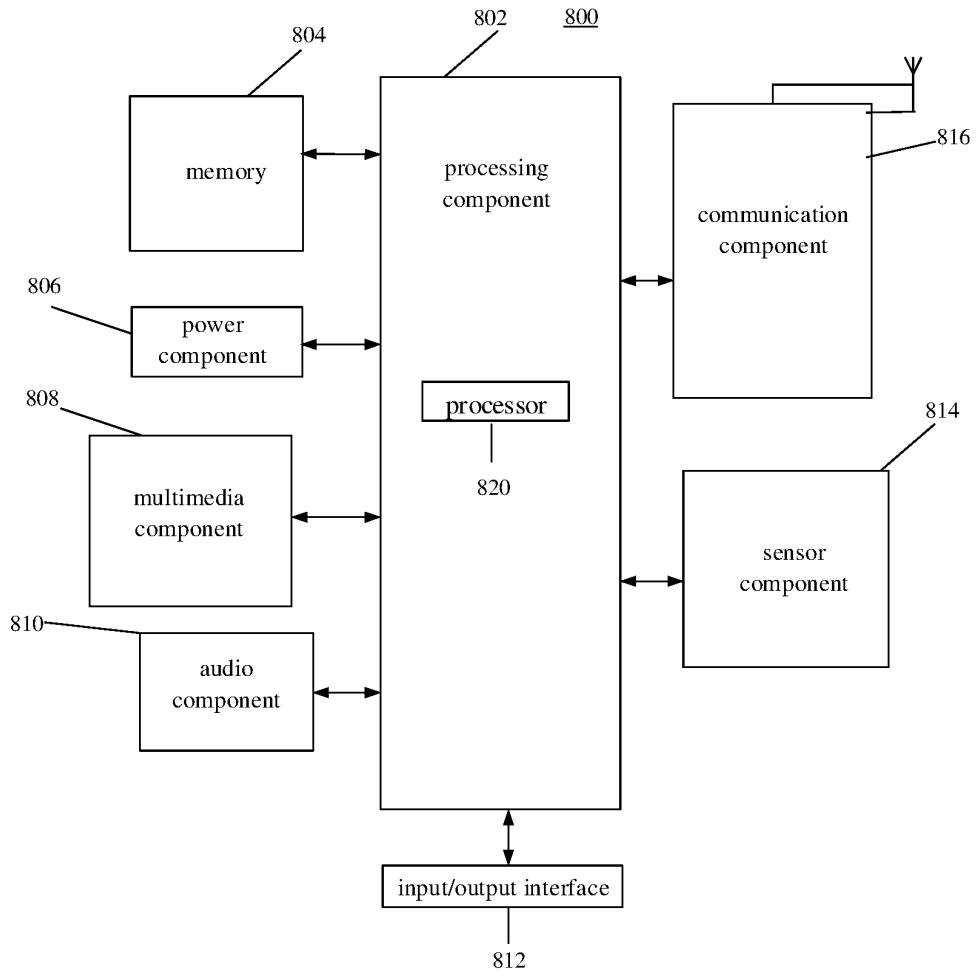 802
800
804
memory
processing
component
816
communication
component
806
power
component
808
processor
820
814
multimedia
component
sensor
component
810
audio
component
input/output interface
812